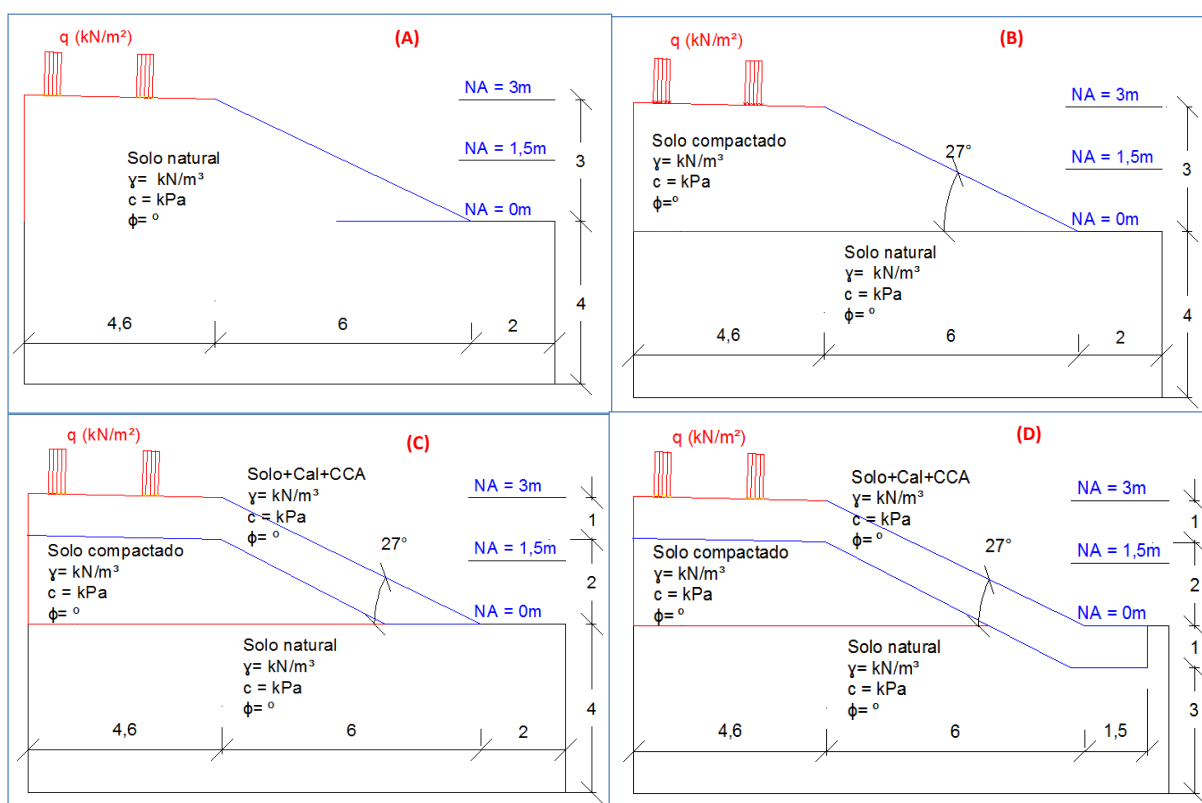 q (kN/m²)
(A)
NA = 3m
Solo natural
γ= kN/m³
c = kPa
ϕ= º
NA = 1,5m
3
NA = 0m
4
4,6
6
2
q (kN/m²)
(B)
NA = 3m
Solo compactado
γ= kN/m³
c = kPa
ϕ=º
27°
NA = 1,5m
3
NA = 0m
Solo natural
γ= kN/m³
c = kPa
ϕ= º
4
4,6
6
2
q (kN/m²)
(C)
Solo+Cal+CCA
γ= kN/m³
c = kPa
ϕ= º
NA = 3m
1
Solo compactado
γ= kN/m³
c = kPa
ϕ= º
27°
NA = 1,5m
2
NA = 0m
Solo natural
γ= kN/m³
c = kPa
ϕ= º
4
4,6
6
2
q (kN/m²)
(D)
Solo+Cal+CCA
γ= kN/m³
c = kPa
ϕ= º
NA = 3m
1
Solo compactado
γ= kN/m³
c = kPa
ϕ= º
27°
NA = 1,5m
2
NA = 0m
1
Solo natural
γ= kN/m³
c = kPa
ϕ= º
3
4,6
6
1,5